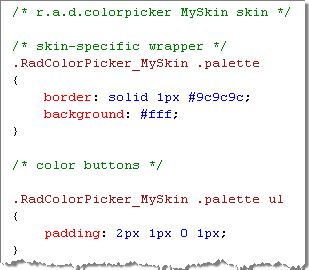 /* r.a.d.colorpicker MySkin skin */
/* skin-specific wrapper */
.RadColorPicker_MySkin .palette
{
border: solid 1px #9c9c9c;
background: #fff;
}
/* color buttons */
.RadColorPicker_MySkin .palette ul
{
padding: 2px 1px 0 1px;
}